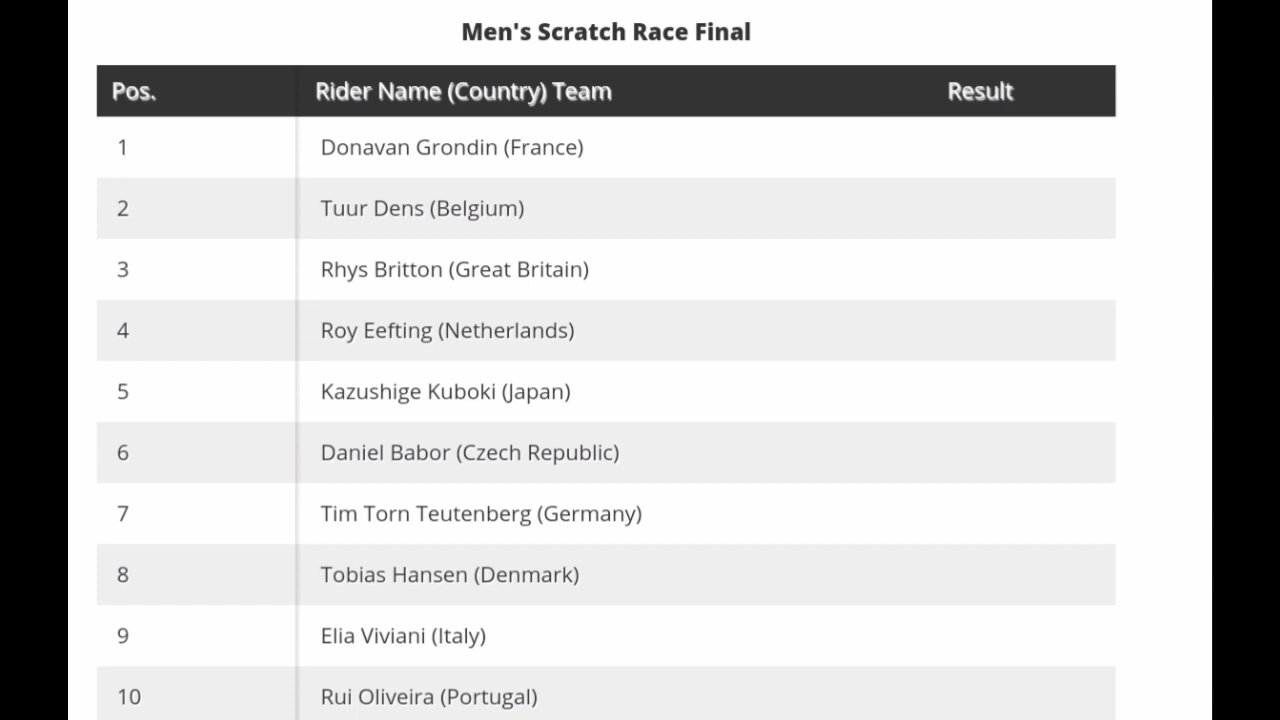 Men's Scratch Race Final
Pos. Rider Name (Country) Team Result
1 Donavan Grondin (France)
2 Tuur Dens (Belgium)
3 Rhys Britton (Great Britain)
4 Roy Eefting (Netherlands)
5 Kazushige Kuboki (Japan)
6 Daniel Babor (Czech Republic)
7 Tim Torn Teutenberg (Germany)
8 Tobias Hansen (Denmark)
9 Elia Viviani (Italy)
10 Rui Oliveira (Portugal)